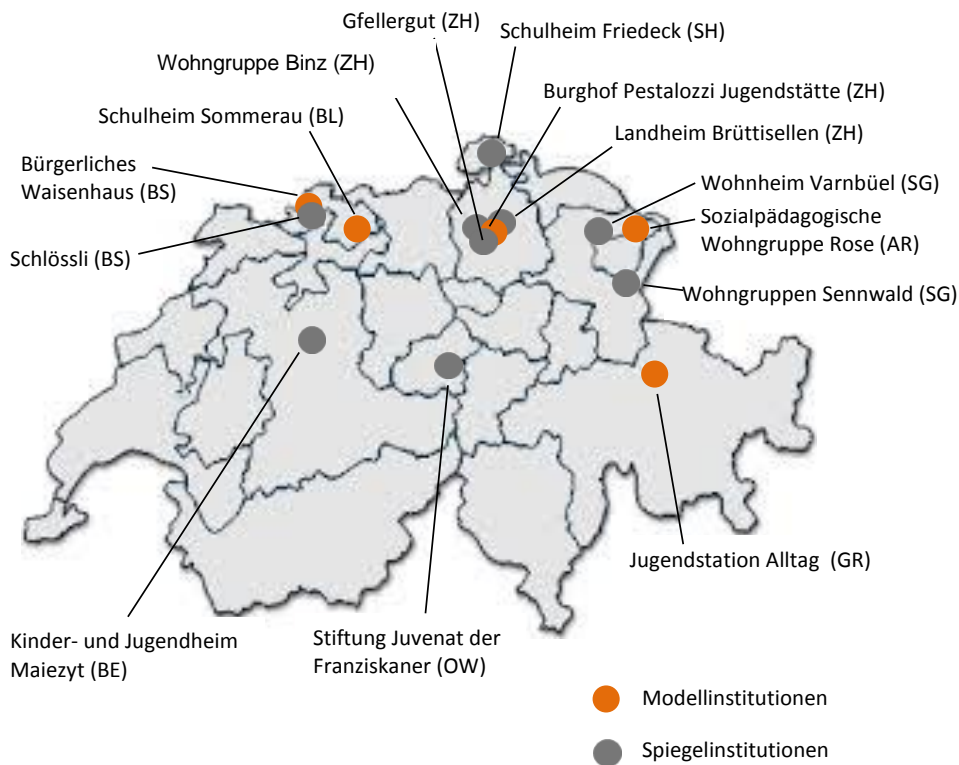 Gfellergut (ZH)
Schulheim Friedeck (SH)
Wohngruppe Binz (ZH)
Burghof Pestalozzi Jugendstätte (ZH)
Schulheim Sommerau (BL)
Landheim Brüttisellen (ZH)
Bürgerliches
Waisenhaus (BS)
Wohnheim Varnbüel (SG)
Sozialpädagogische
Wohngruppe Rose (AR)
Schlössli (BS)
Wohngruppen Sennwald (SG)
Jugendstation Alltag (GR)
Kinder- und Jugendheim
Maiezyt (BE)
Stiftung Juvenat der
Franziskaner (OW)
Modellinstitutionen
Spiegelinstitutionen